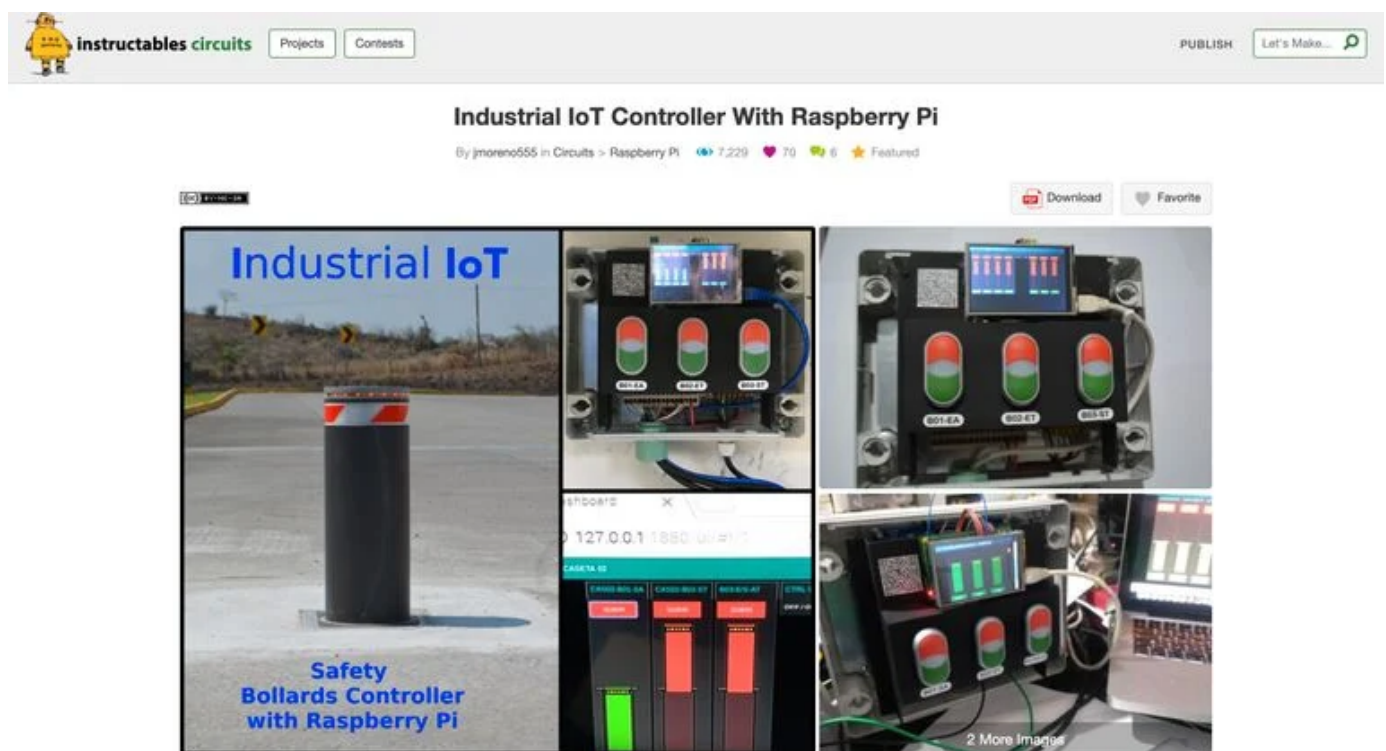 instructables circuits
Projects
Contests
PUBLISH
Let's Make...
Industrial IoT Controller With Raspberry Pi
By jmoreno555 in Circuits > Raspberry Pi 7,229 70 6 Featured
Download
Favorite
Industrial IoT
Safety
Bollards Controller
with Raspberry Pi
B01-EA B02-ET B03-ST
127.0.0.1
CASETA 02
B01-EA B02-ET B03-ST
2 More Images